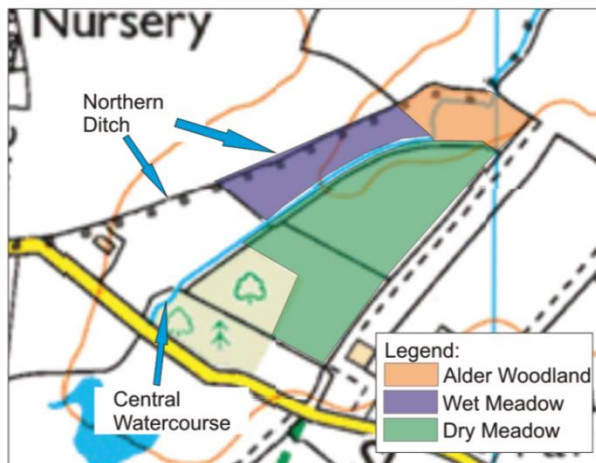 Nursery
Northern
Ditch
Central
Watercourse
Legend:
Alder Woodland
Wet Meadow
Dry Meadow